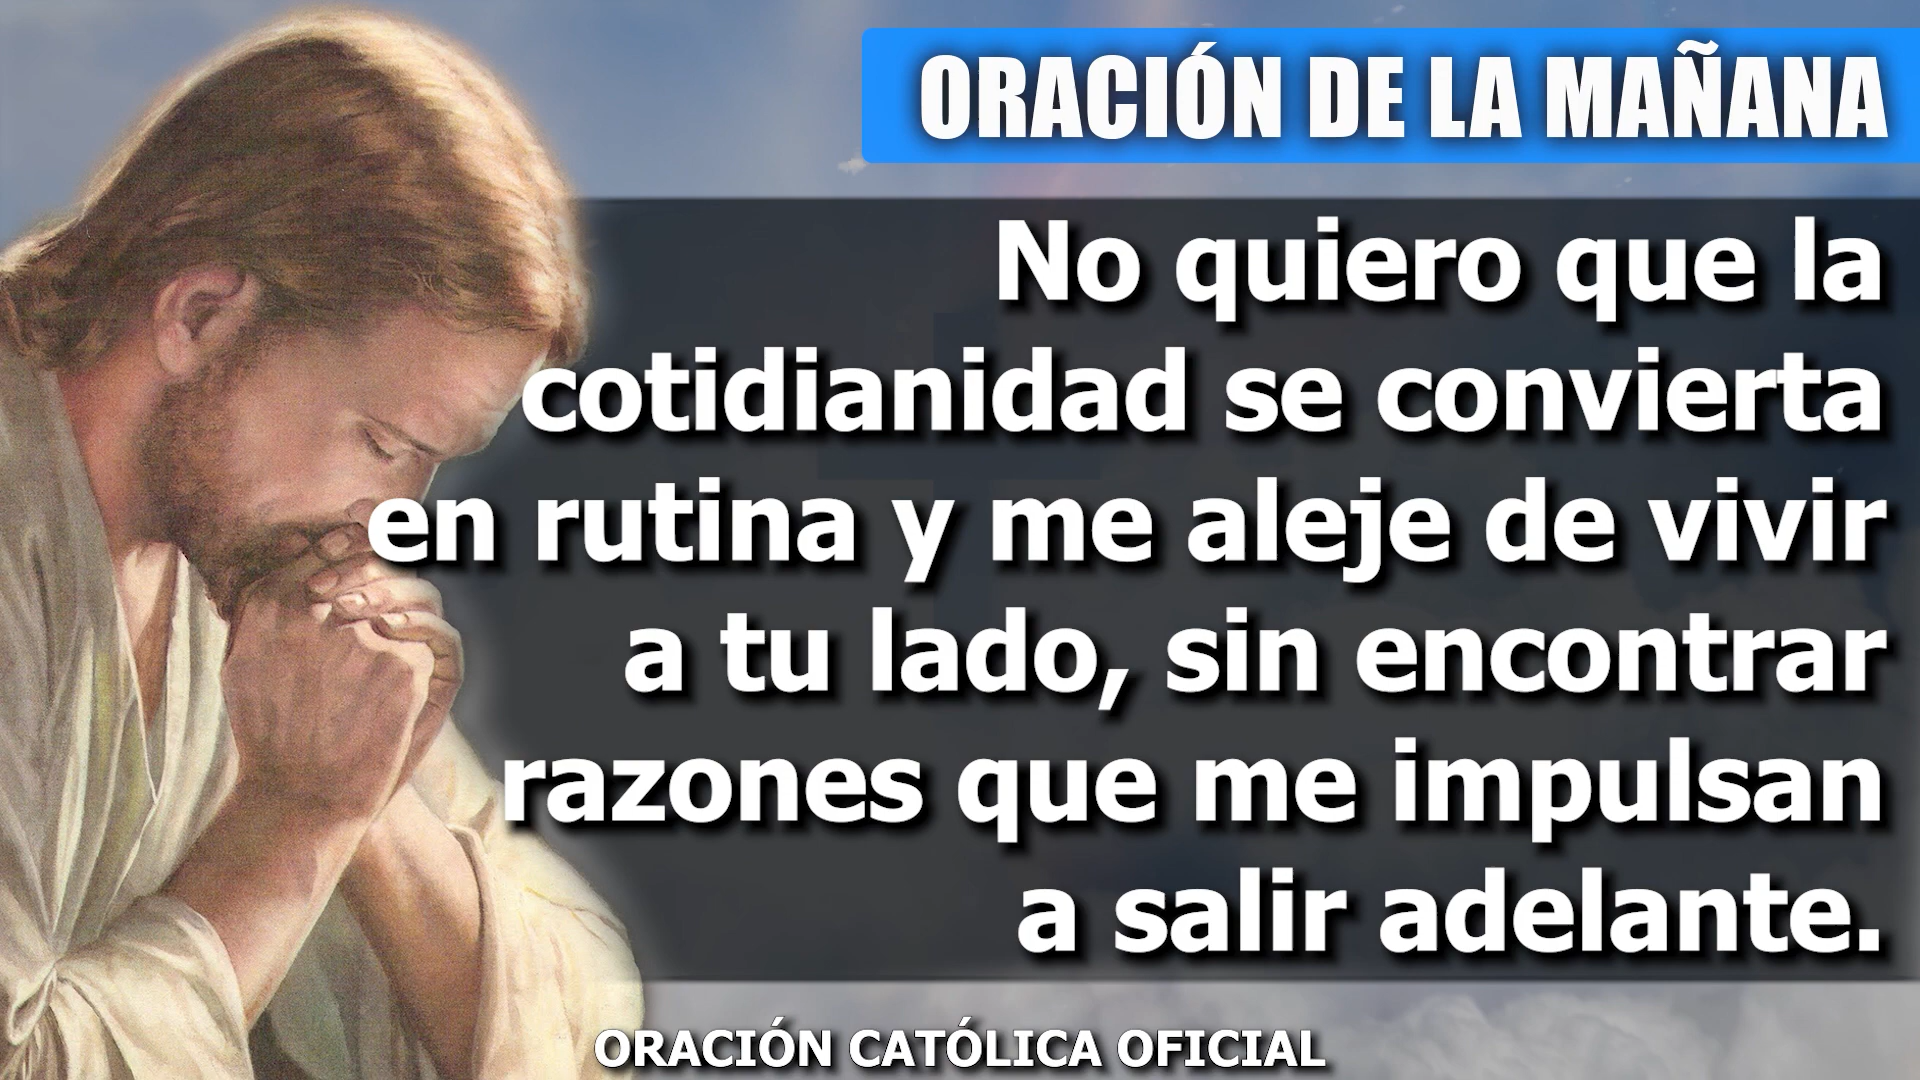 ORACIÓN DE LA MAÑANA
No quiero que la
cotidianidad se convierta
en rutina y me aleje de vivir
a tu lado, sin encontrar
razones que me impulsan
a salir adelante.
ORACIÓN CATÓLICA OFICIAL